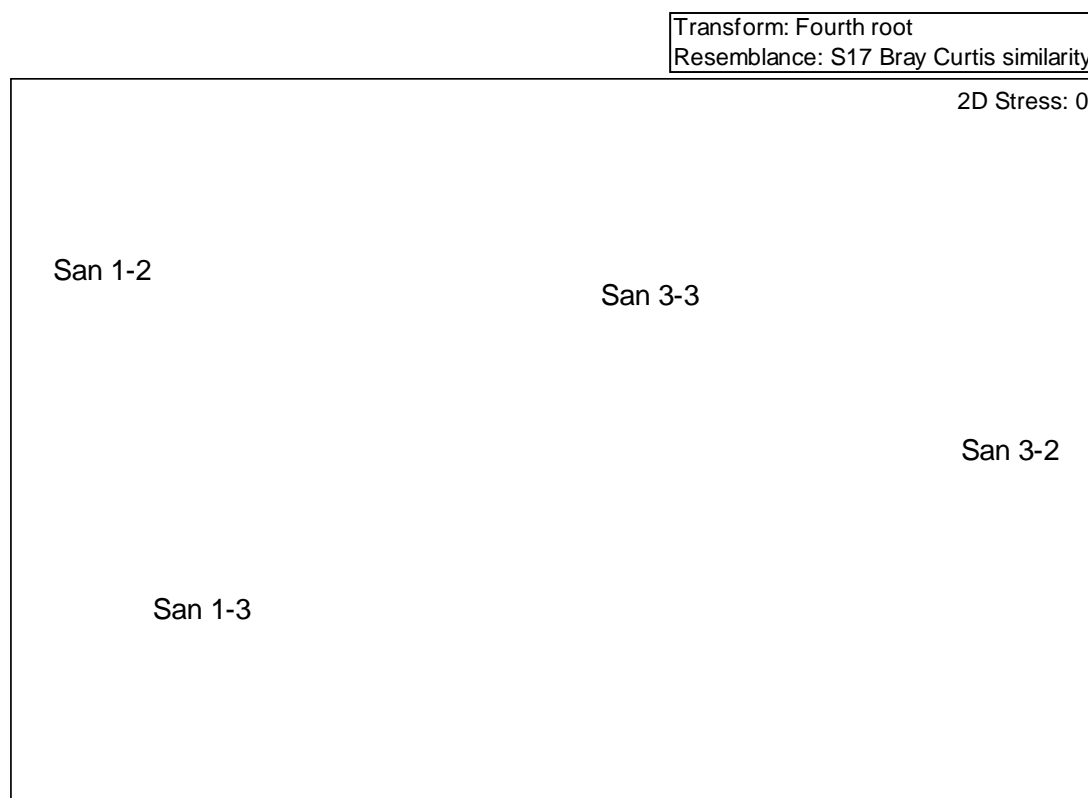 Transform: Fourth root
Resemblance: S17 Bray Curtis similarity
2D Stress: 0
San 1-2
San 3-3
San 3-2
San 1-3